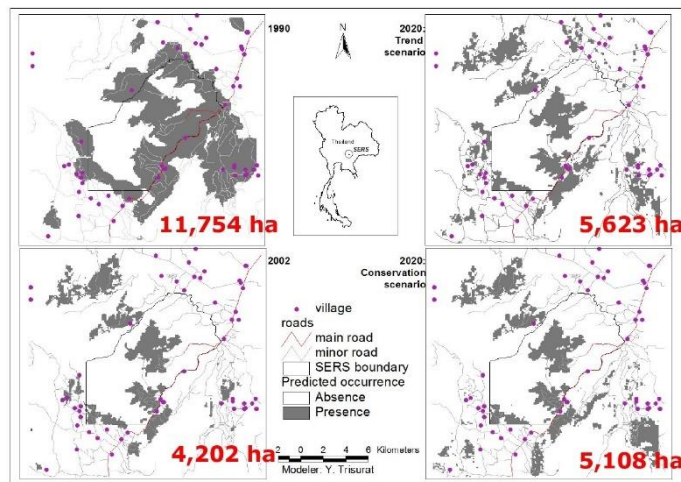 1990
2020:
Trend
scenario
N
Thailand
SERS
11,754 ha
5,623 ha
2002
2020:
Conservation
scenario
village
roads
main road
minor road
SERS boundary
Predicted occurrence
Absence
Presence
2 0 2 4 6 Kilometers
Modeler: Y. Trisurat
4,202 ha
5,108 ha